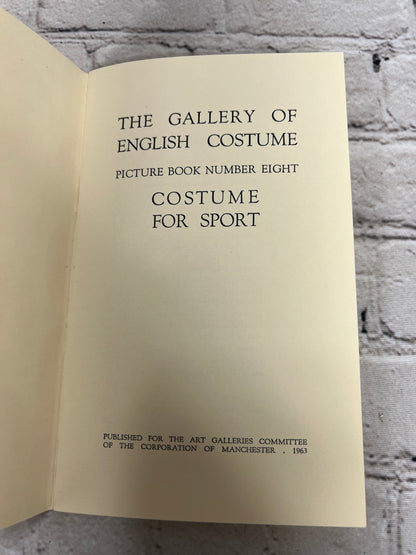 THE GALLERY OF
ENGLISH COSTUME
PICTURE BOOK NUMBER EIGHT
COSTUME
FOR SPORT
PUBLISHED FOR THE ART GALLERIES COMMITTEE
OF THE CORPORATION OF MANCHESTER . 1963